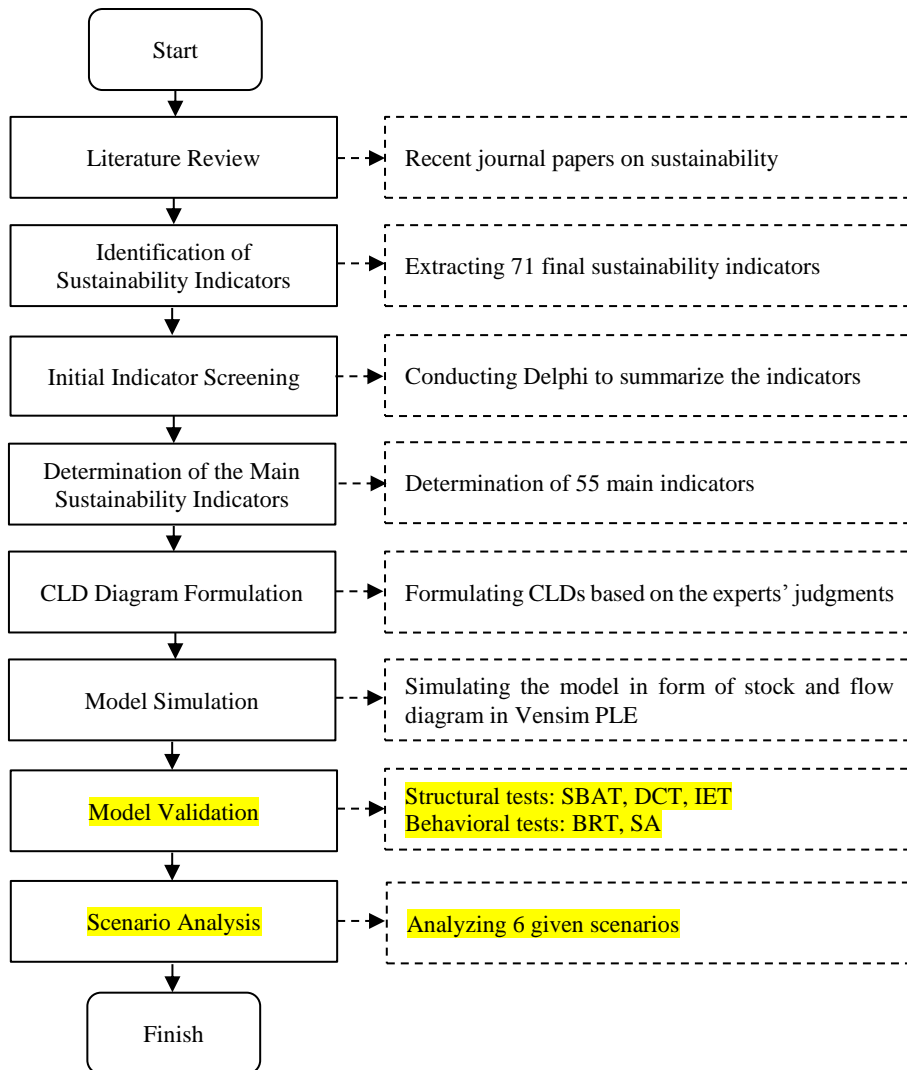 Start
Literature Review
Recent journal papers on sustainability
Identification of
Sustainability Indicators
Extracting 71 final sustainability indicators
Initial Indicator Screening
Conducting Delphi to summarize the indicators
Determination of the Main
Sustainability Indicators
Determination of 55 main indicators
CLD Diagram Formulation
Formulating CLDs based on the experts’ judgments
Model Simulation
Simulating the model in form of stock and flow
diagram in Vensim PLE
Model Validation
Structural tests: SBAT, DCT, IET
Behavioral tests: BRT, SA
Scenario Analysis
Analyzing 6 given scenarios
Finish